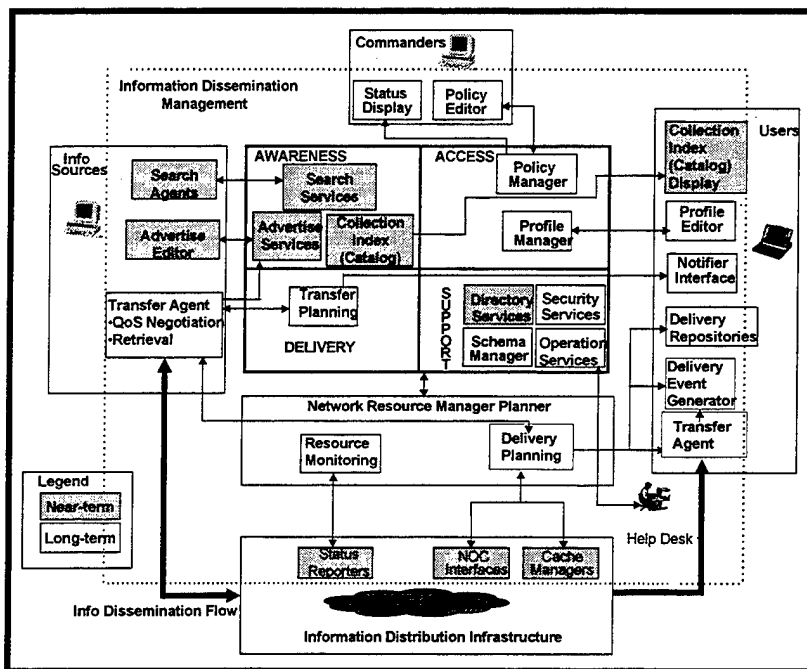 Commanders
Information Dissemination
Management
Status
Display
Policy
Editor
Info
Sources
Search
Agents
Advertise
Editor
Transfer Agent
•QoS Negotiation
•Retrieval
AWARENESS
Search
Services
Advertise
Services
Collection
Index
(Catalog)
ACCESS
Policy
Manager
Profile
Manager
Transfer
Planning
DELIVERY
SUPPORT
Directory
Services
Security
Services
Schema
Manager
Operation
Services
Users
Collection
Index
(Catalog)
Display
Profile
Editor
Notifier
Interface
Delivery
Repositories
Delivery
Event
Generator
Transfer
Agent
Network Resource Manager Planner
Resource
Monitoring
Delivery
Planning
Legend
Near-term
Long-term
Help Desk
Status
Reporters
NOC
Interfaces
Cache
Managers
Info Dissemination Flow
Information Distribution Infrastructure